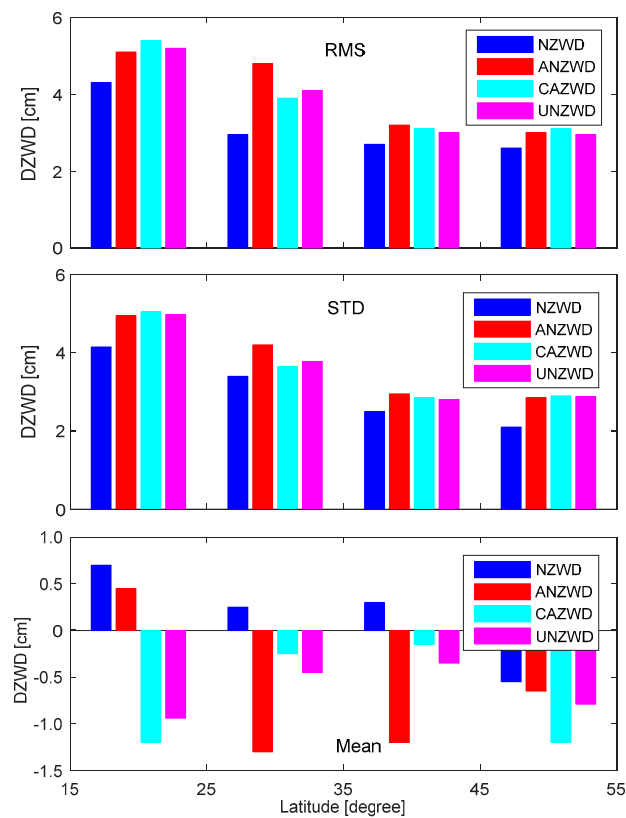 6
4
2
0
DZWD [cm]
RMS
NZWD
ANZWD
CAZWD
UNZWD
6
4
2
0
DZWD [cm]
STD
NZWD
ANZWD
CAZWD
UNZWD
1.0
0.5
0
-0.5
-1.0
-1.5
DZWD [cm]
NZWD
ANZWD
CAZWD
UNZWD
Mean
15 25 35 45 55
Latitude [degree]